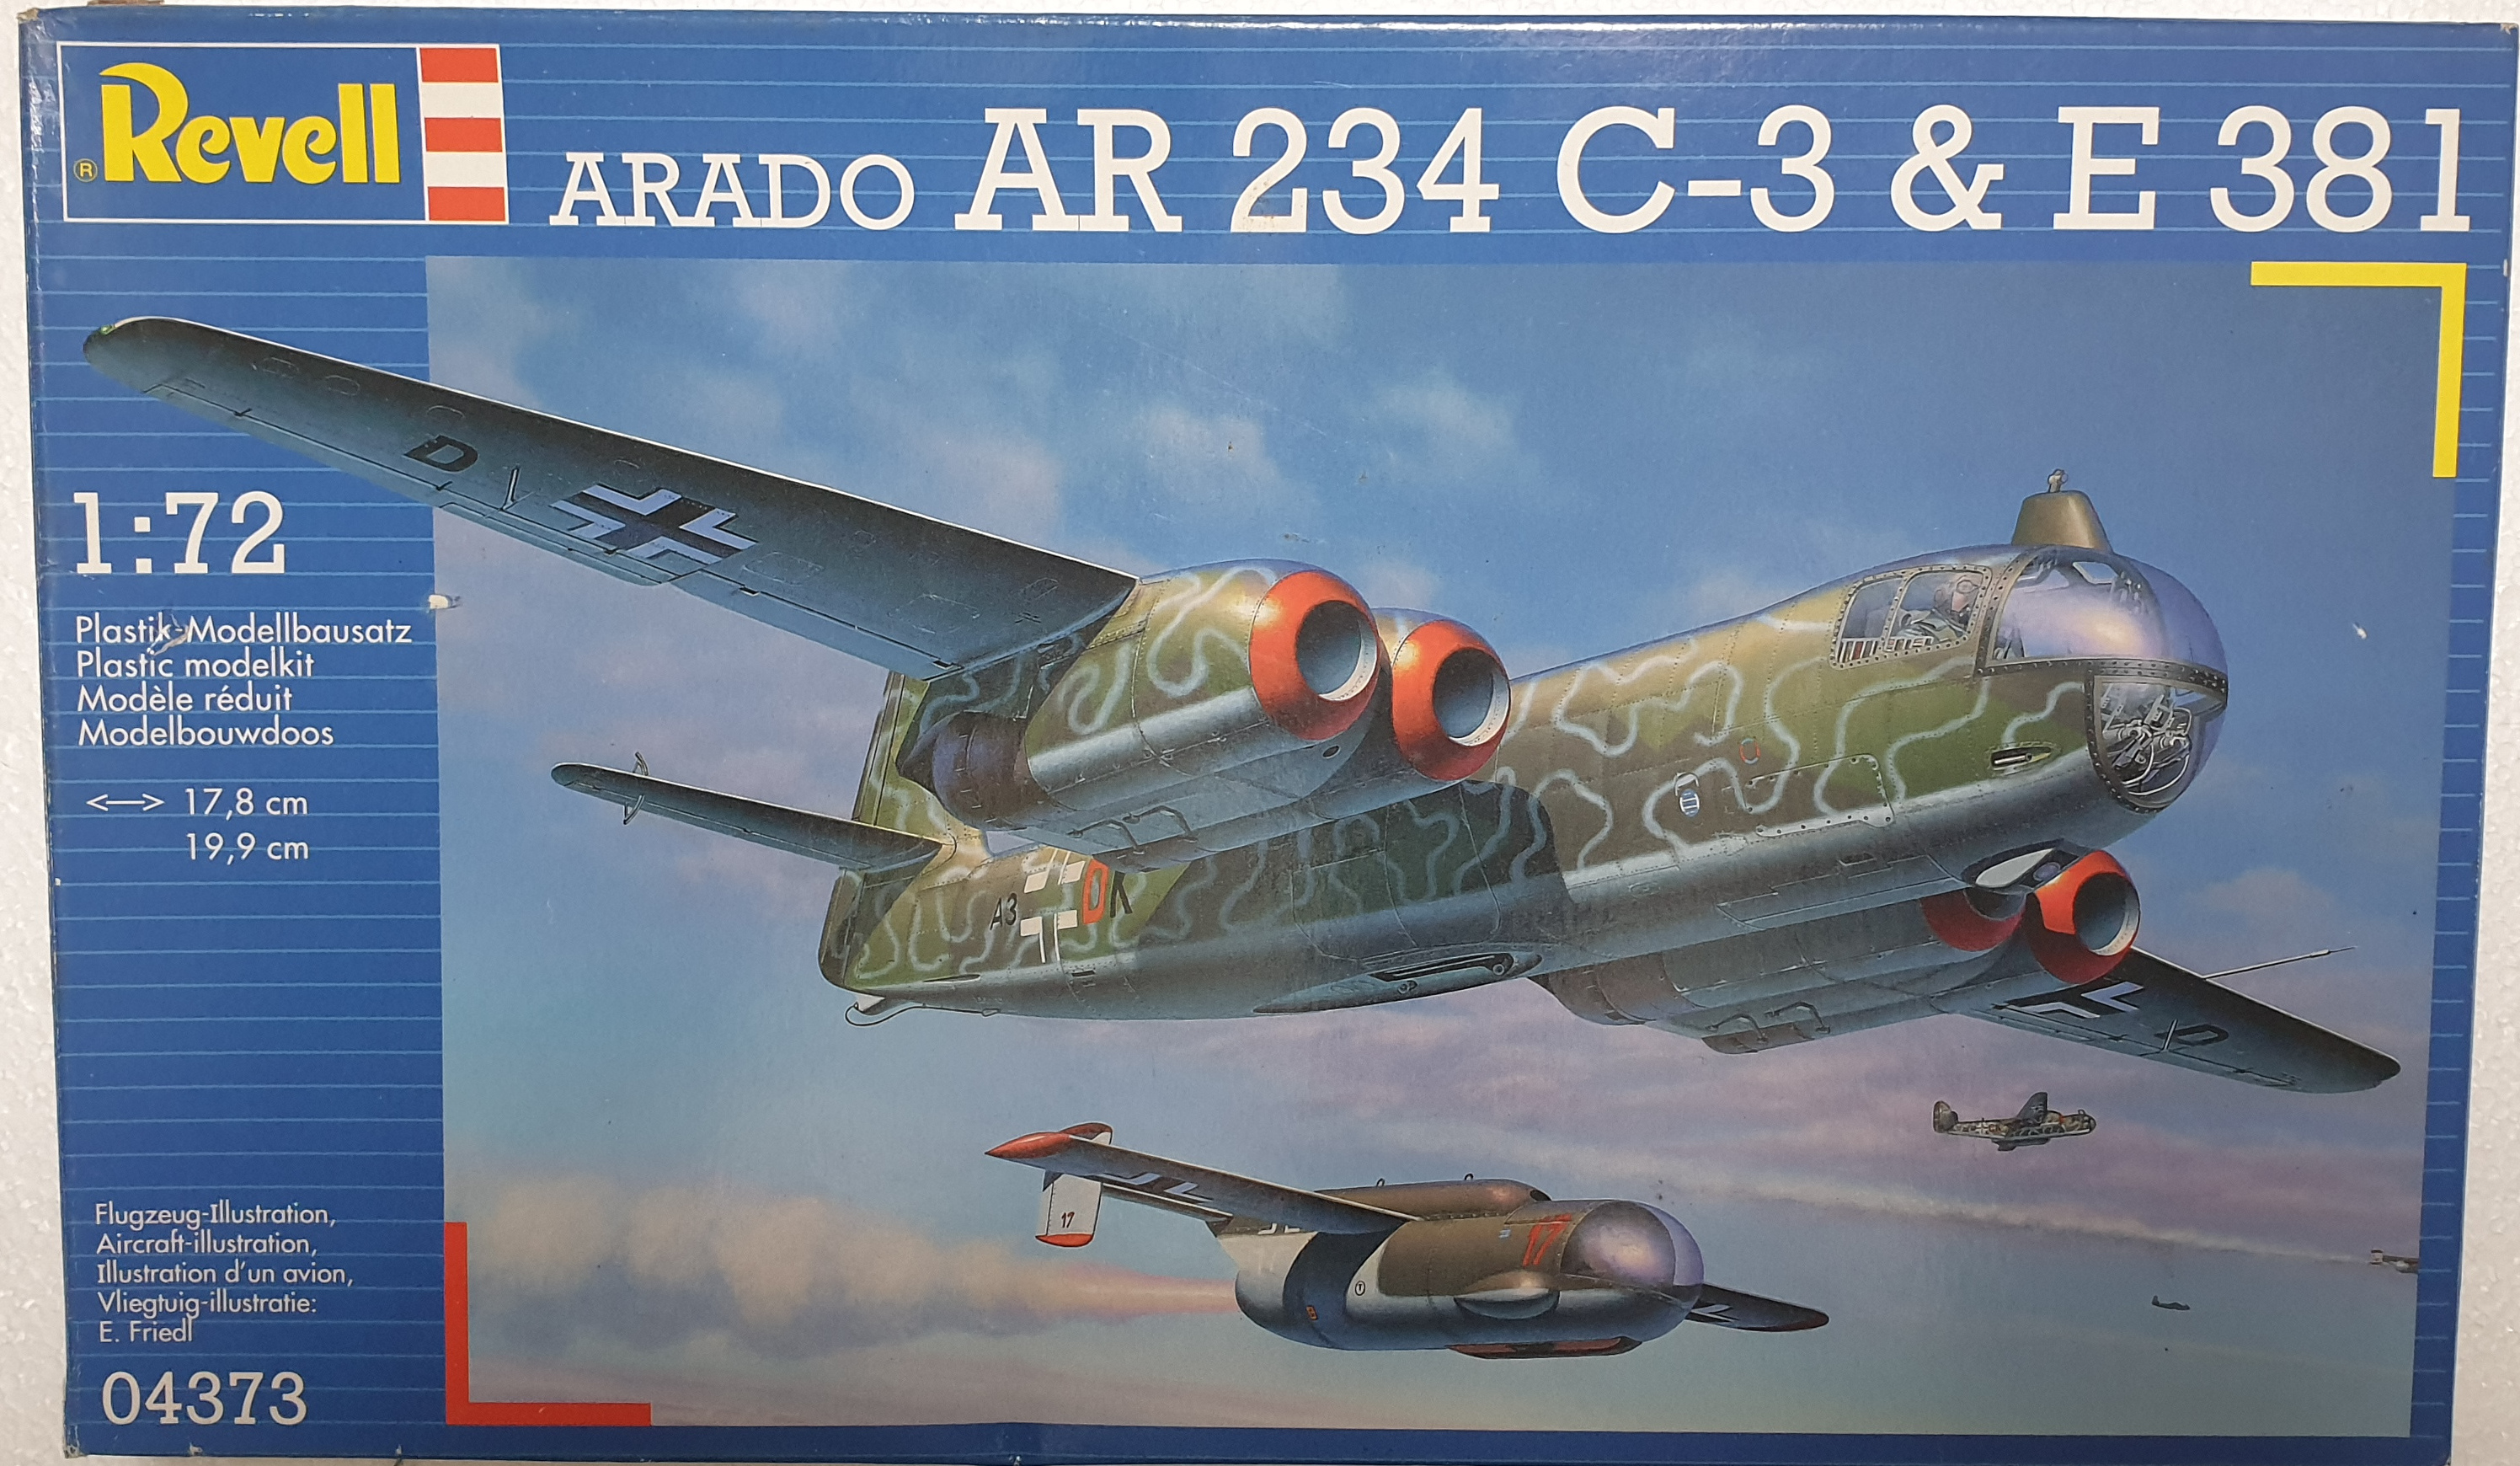 ® Revell
ARADO AR 234 C-3 & E 381
1:72
Plastik-Modellbausatz
Plastic modelkit
Modèle réduit
Modelbouwdoos
<—> 17,8 cm
19,9 cm
D
A3 DK
D
17
17
Flugzeug-Illustration,
Aircraft-illustration,
Illustration d'un avion,
Vliegtuig-illustratie:
E. Friedl
04373